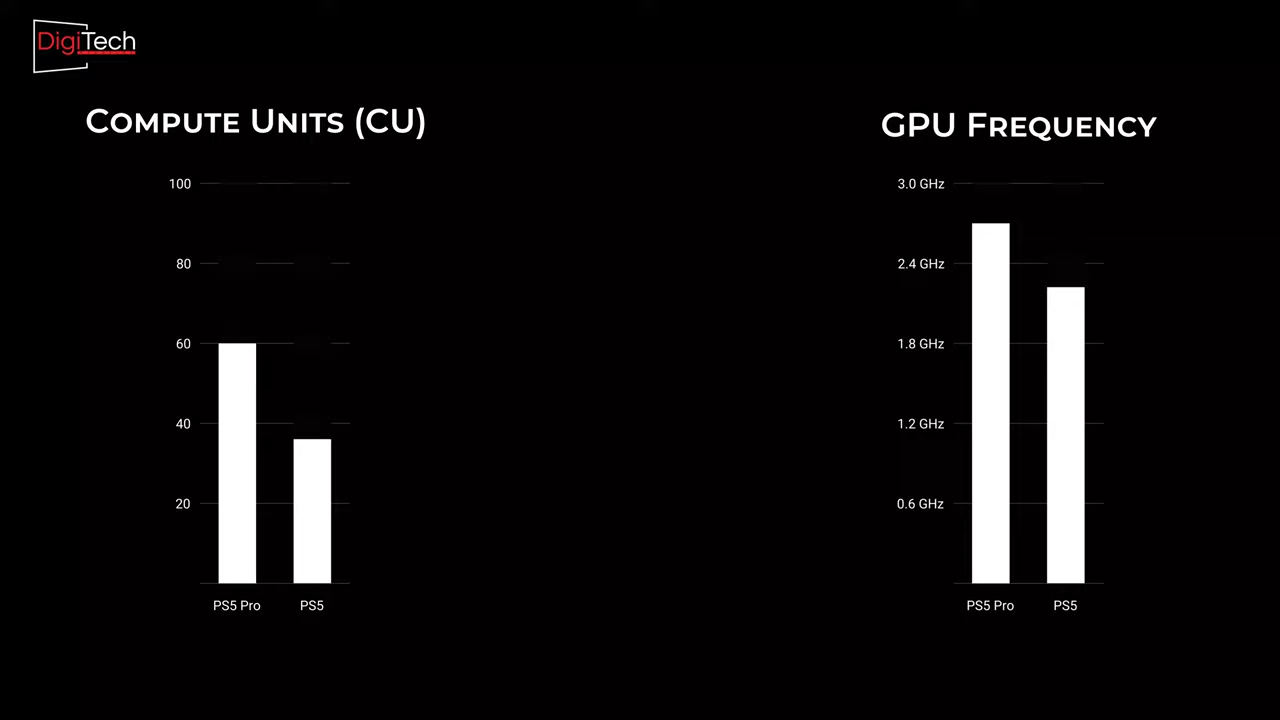 DigiTech
Compute Units (CU)
100
80
60
40
20
PS5 Pro PS5
GPU Frequency
3.0 GHz
2.4 GHz
1.8 GHz
1.2 GHz
0.6 GHz
PS5 Pro PS5